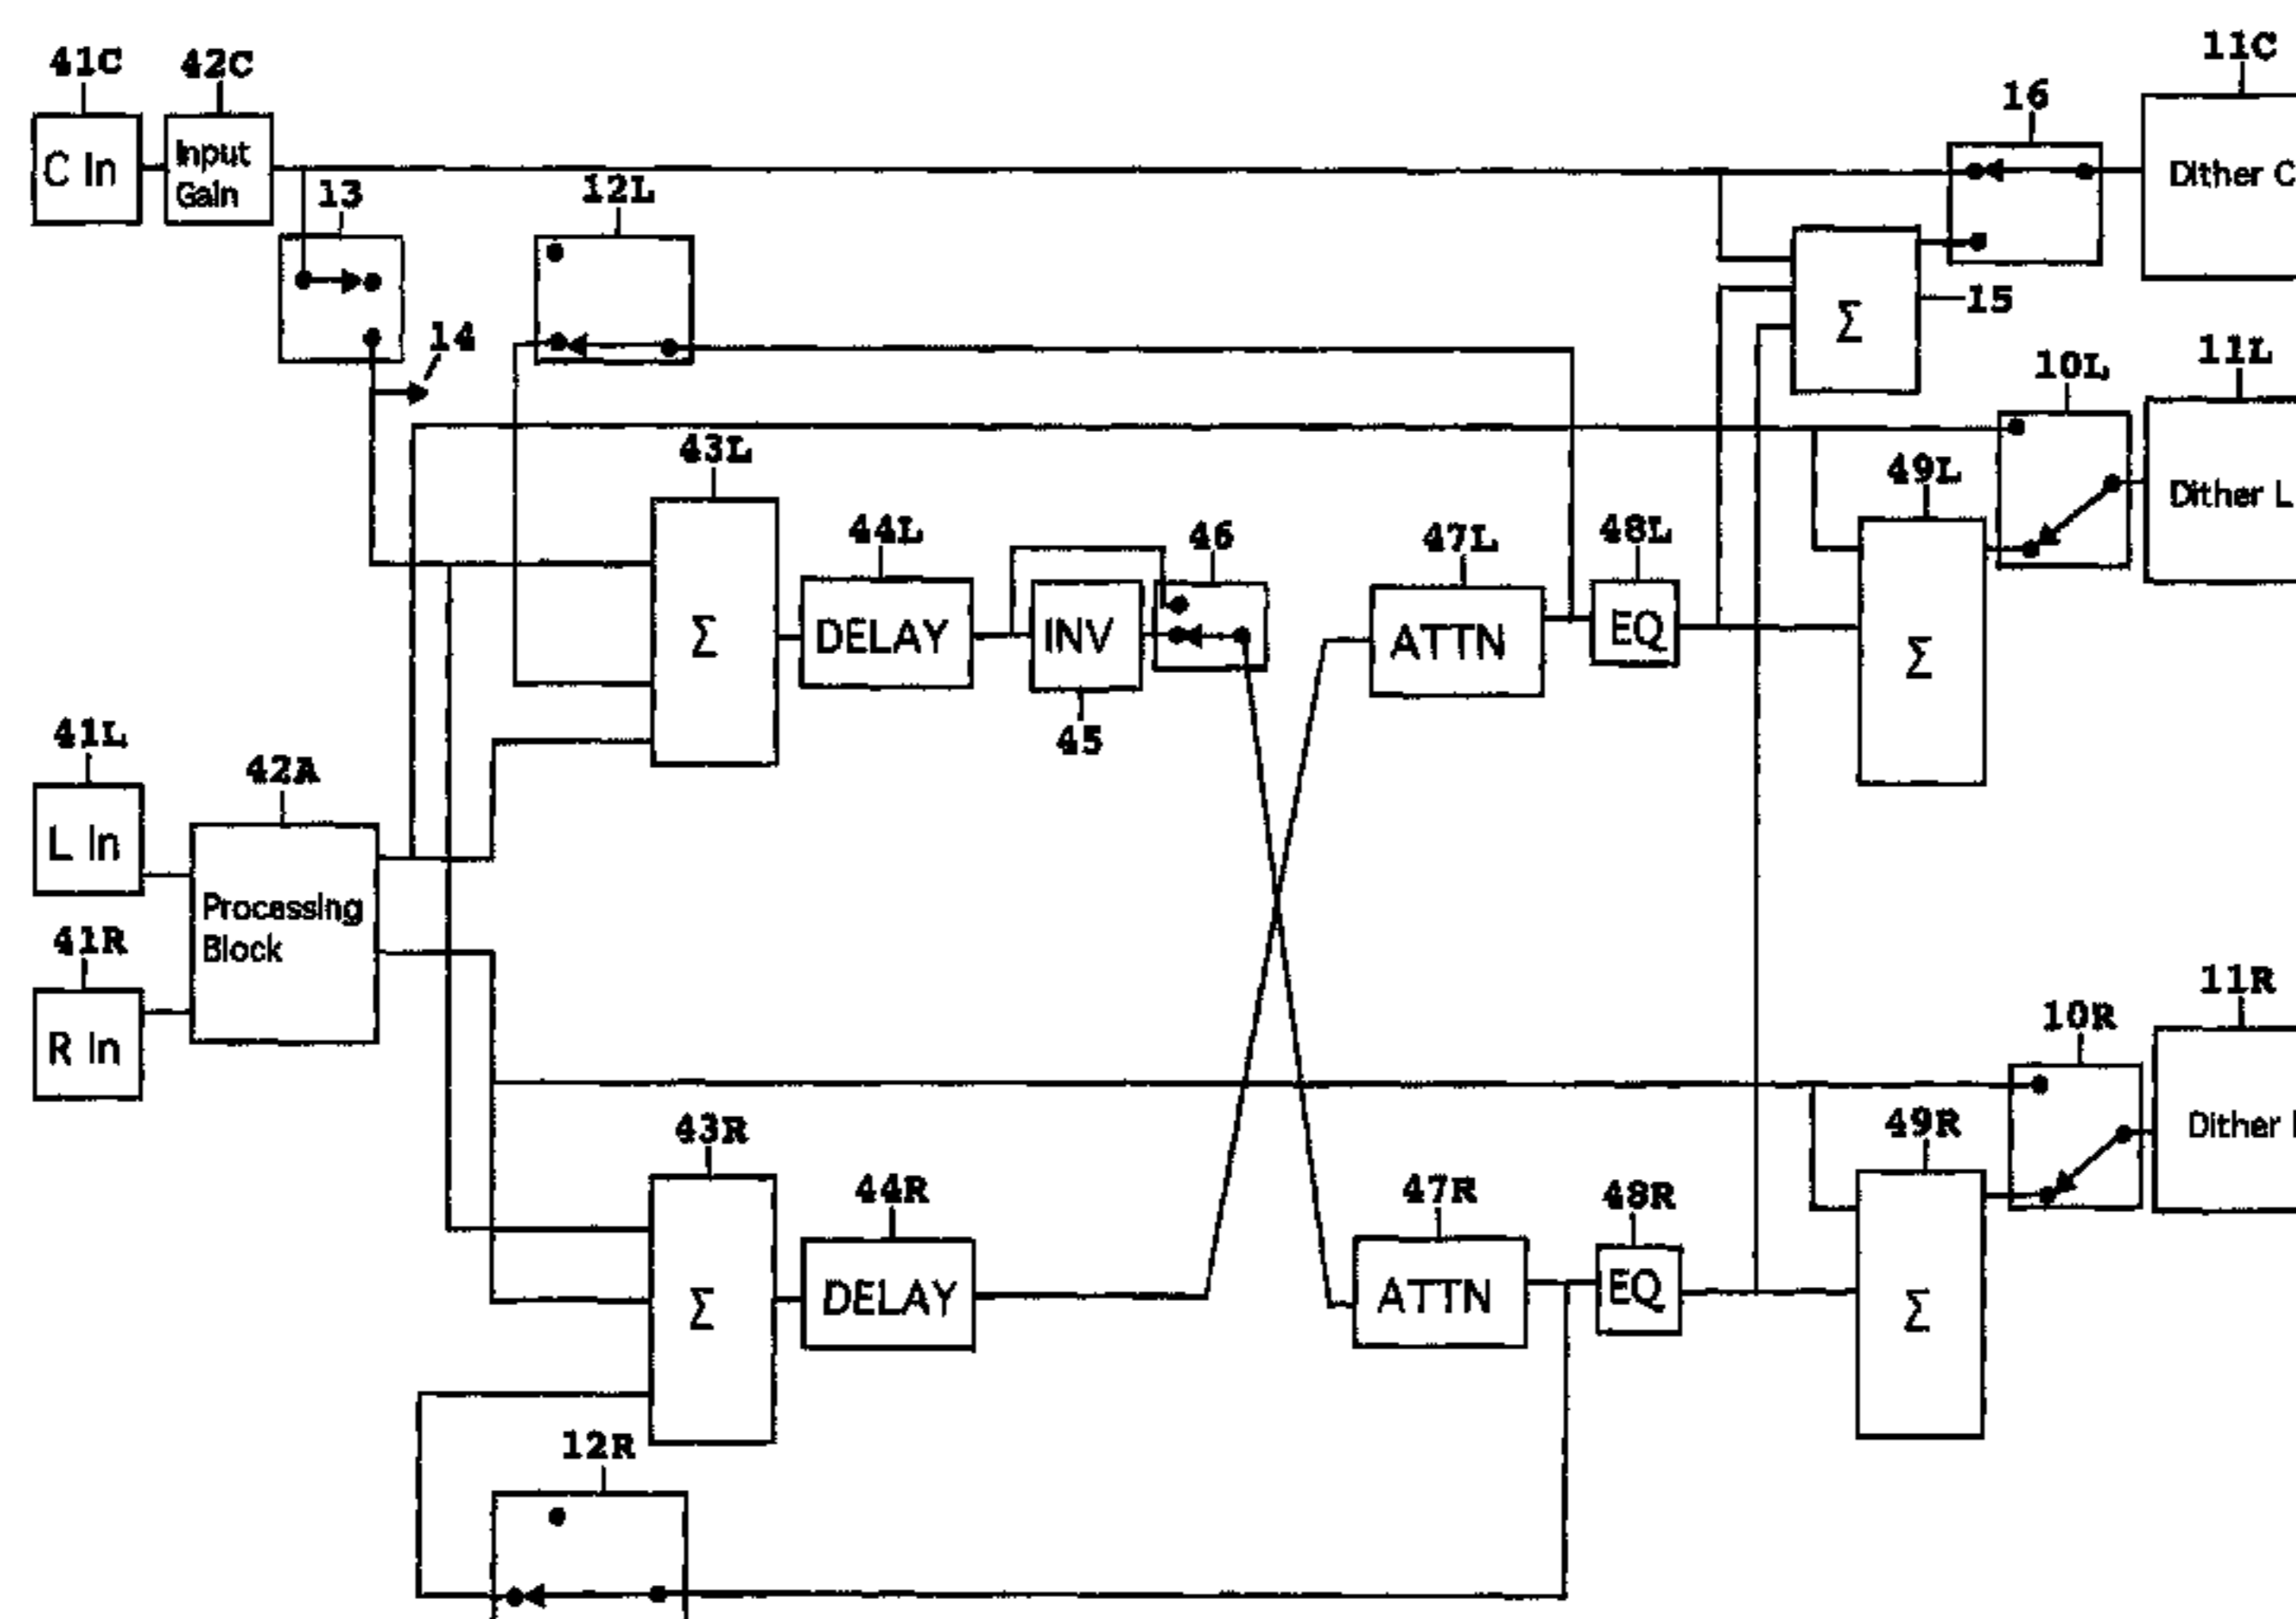 41C
42C
11C
16
C In
Input
Gain
13
12L
Dither C
15
14
10L
11L
43L
49L
Dither L
44L
46
47L
48L
Σ
Σ
DELAY
INV
ATTN
EQ
Σ
45
41L
42A
L In
Processing
Block
41R
R In
11R
10R
43R
49R
Dither
44R
47R
48R
Σ
DELAY
ATTN
EQ
Σ
12R